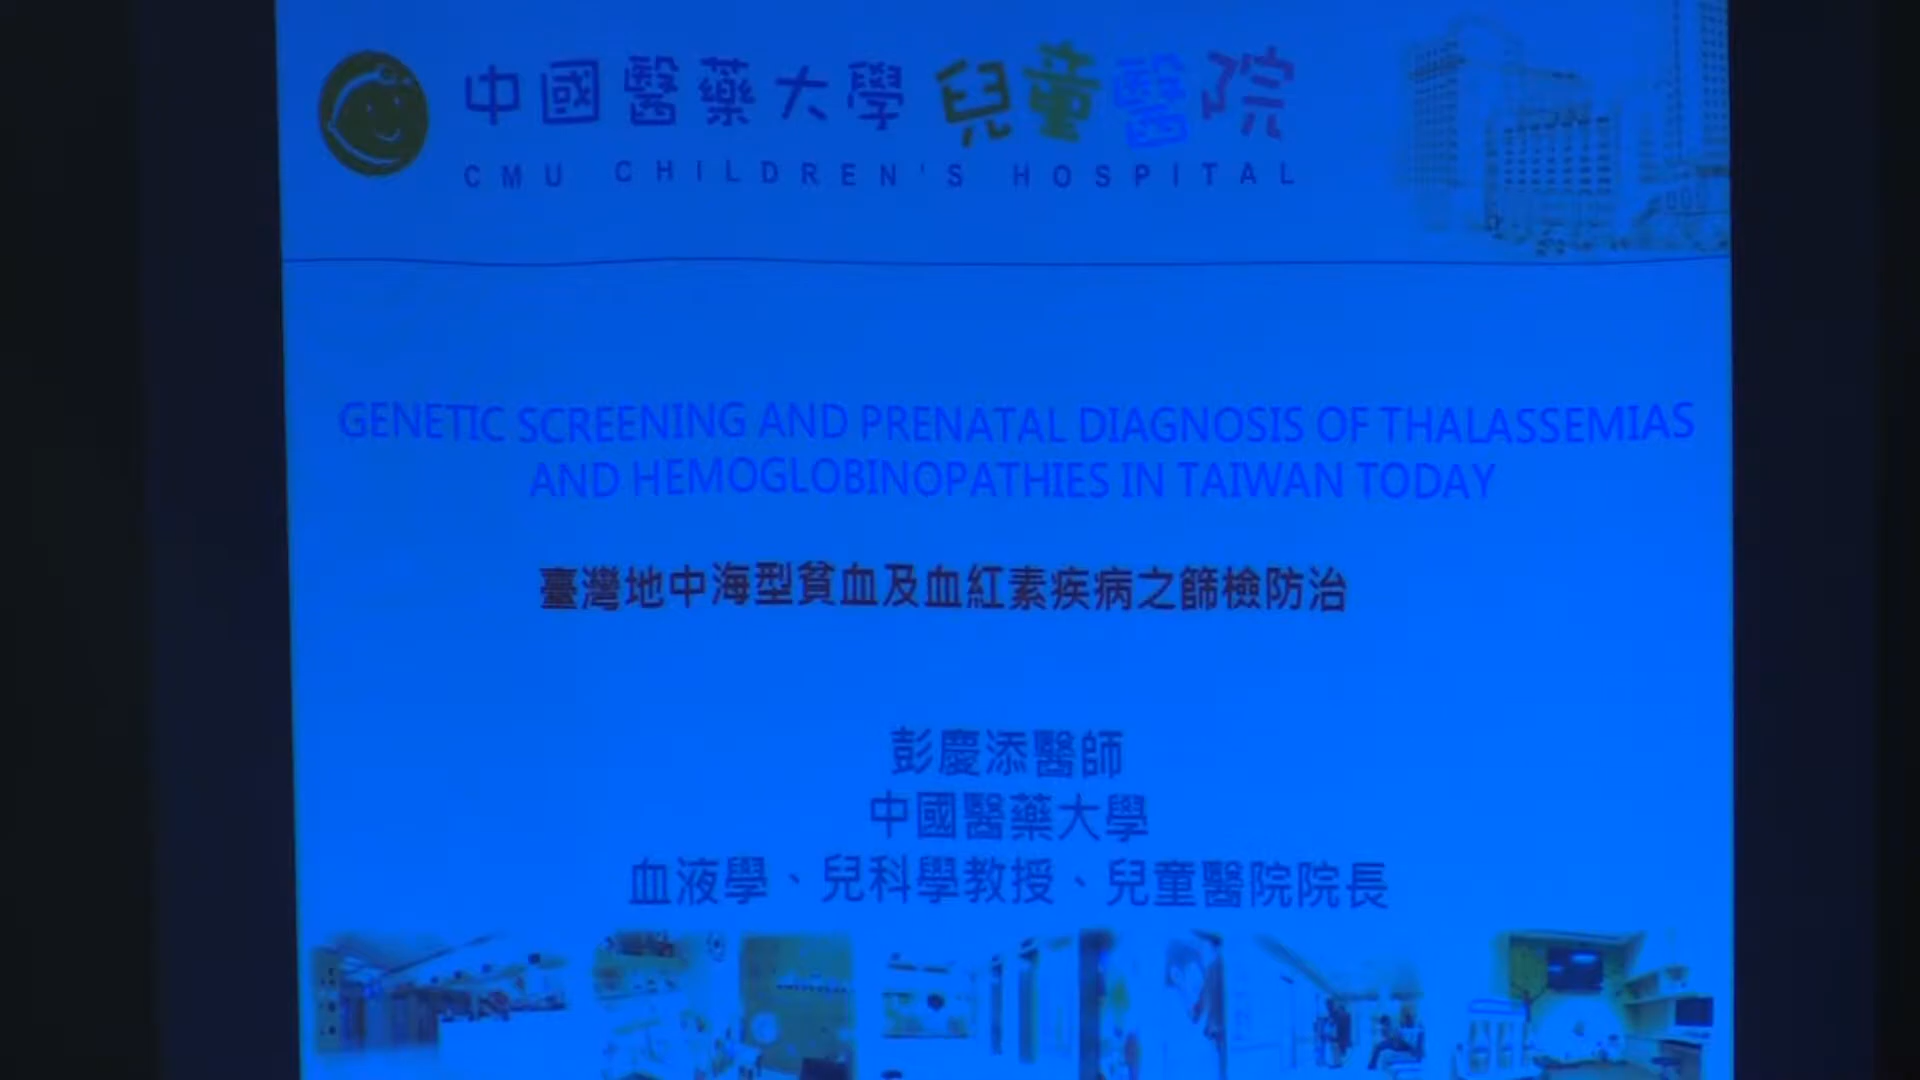 中國醫藥大學 兒童醫院
CMU CHILDREN'S HOSPITAL
GENETIC SCREENING AND PRENATAL DIAGNOSIS OF THALASSEMIAS
AND HEMOGLOBINOPATHIES IN TAIWAN TODAY
臺灣地中海型貧血及血紅素疾病之篩檢防治
彭慶添醫師
中國醫藥大學
血液學、兒科學教授、兒童醫院院長